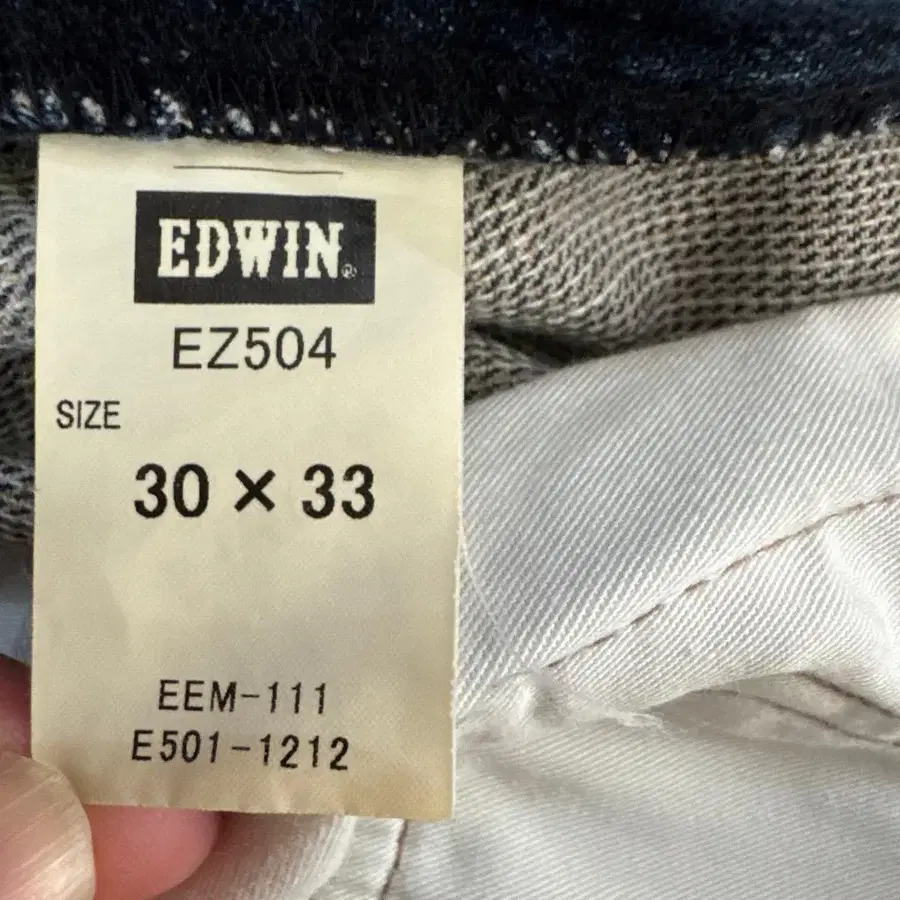 EDWIN®
EZ504
SIZE
30 × 33
EEM-111
E501-1212